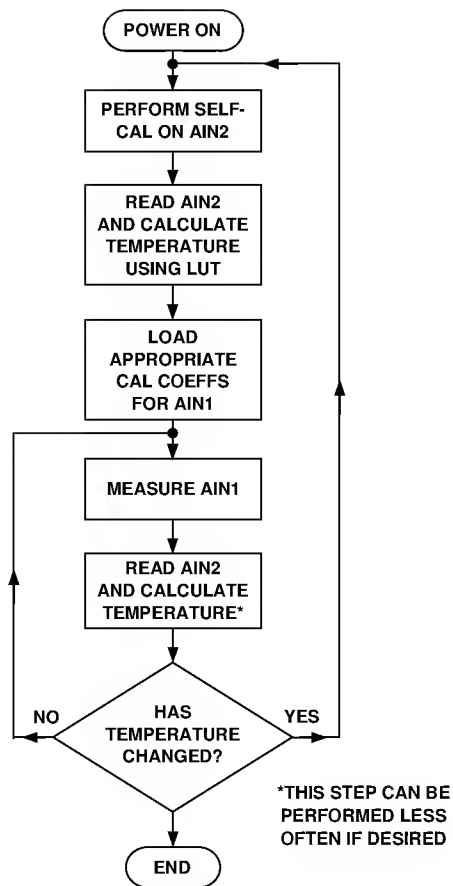 POWER ON
PERFORM SELF-
CAL ON AIN2
READ AIN2
AND CALCULATE
TEMPERATURE
USING LUT
LOAD
APPROPRIATE
CAL COEFFS
FOR AIN1
MEASURE AIN1
READ AIN2
AND CALCULATE
TEMPERATURE*
HAS
TEMPERATURE
CHANGED?
NO
YES
*THIS STEP CAN BE
PERFORMED LESS
OFTEN IF DESIRED
END